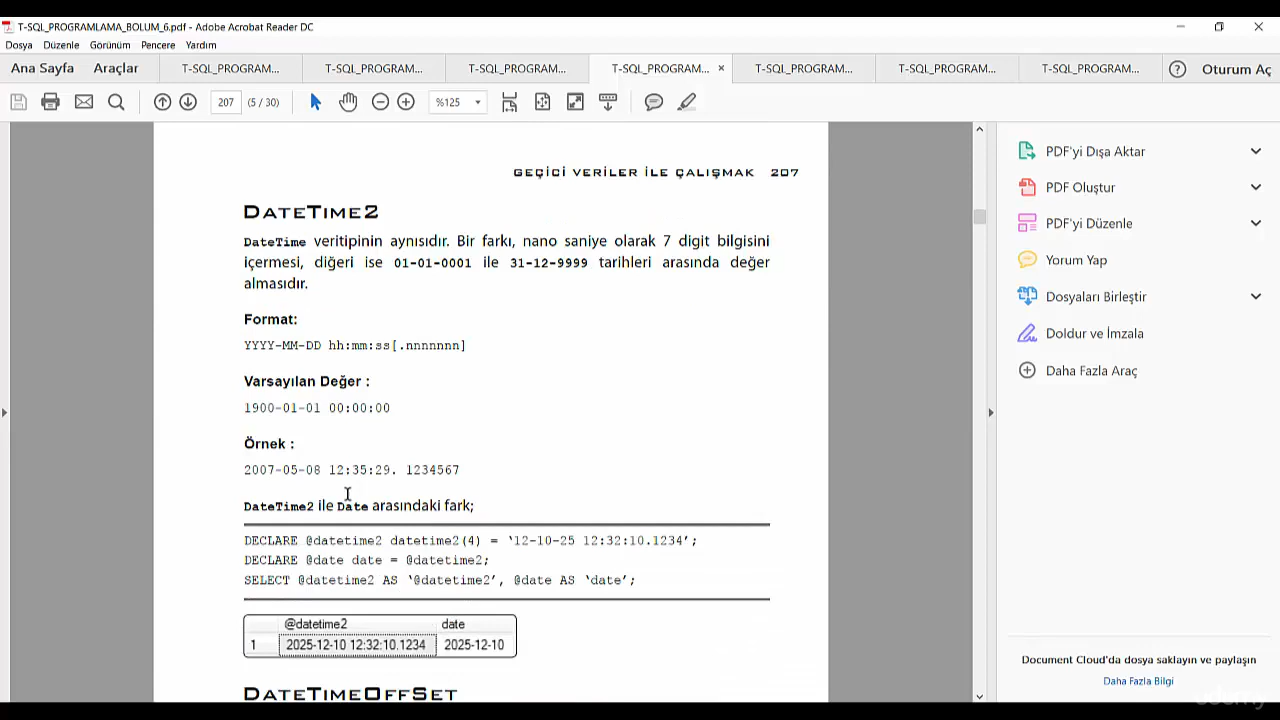 T-SQL_PROGRAMLAMA_BOLUM_6.pdf - Adobe Acrobat Reader DC
Dosya Düzenle Görünüm Pencere Yardım
Ana Sayfa Araçlar T-SQL_PROGRAM... T-SQL_PROGRAM... T-SQL_PROGRAM... T-SQL_PROGRAM... × T-SQL_PROGRAM... T-SQL_PROGRAM... T-SQL_PROGRAM... Oturum Aç
207 (5 / 30) %125
GEÇİCİ VERİLER İLE ÇALIŞMAK 207
DATETIME2
DateTime veritipinin aynısıdır. Bir farkı, nano saniye olarak 7 digit bilgisini
içermesi, diğeri ise 01-01-0001 ile 31-12-9999 tarihleri arasında değer
almasıdır.
Format:
YYYY-MM-DD hh:mm:ss[.nnnnnnn]
Varsayılan Değer :
1900-01-01 00:00:00
Örnek :
2007-05-08 12:35:29. 1234567
DateTime2 ile Date arasındaki fark;
DECLARE @datetime2 datetime2(4) = ‘12-10-25 12:32:10.1234’;
DECLARE @date date = @datetime2;
SELECT @datetime2 AS ‘@datetime2’, @date AS ‘date’;
@datetime2 date
1 2025-12-10 12:32:10.1234 2025-12-10
DATETIMEOFFSET
PDF'yi Dışa Aktar
PDF Oluştur
PDF'yi Düzenle
Yorum Yap
Dosyaları Birleştir
Doldur ve İmzala
Daha Fazla Araç
Document Cloud'da dosya saklayın ve paylaşın
Daha Fazla Bilgi
udemy